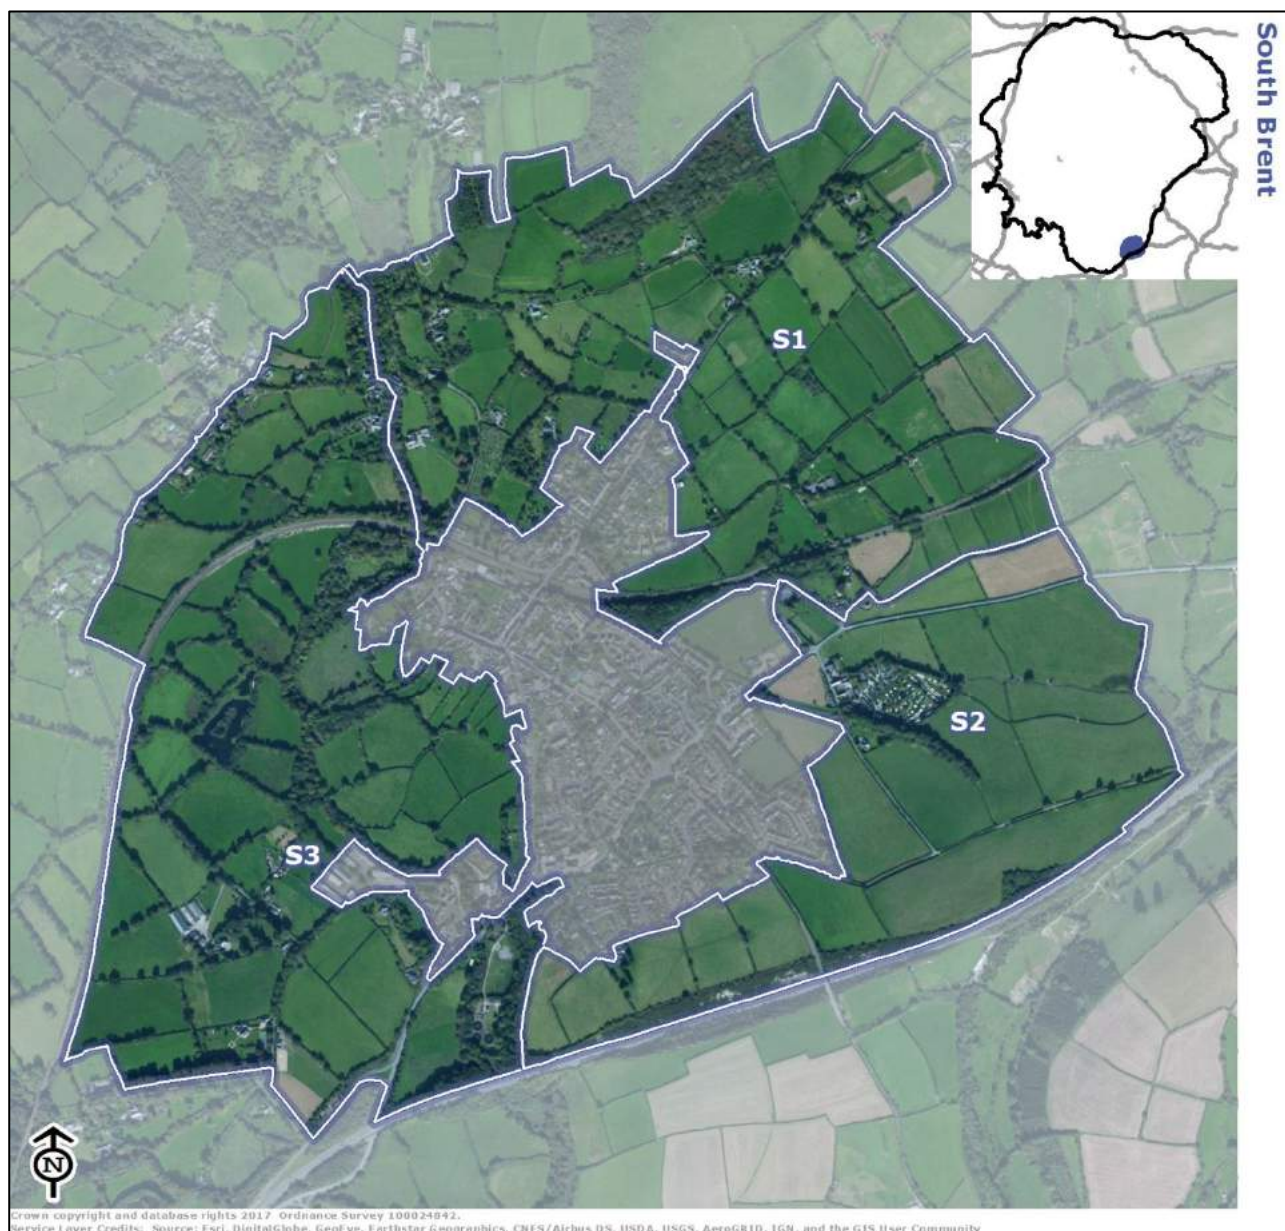 South Brent
S1
S2
S3
N
Crown copyright and database rights 2017 Ordnance Survey 100024842.
Service Layer Credits: Source: Esri, DigitalGlobe, GeoEye, Earthstar Geographics, CNES/Airbus DS, USDA, USGS, AeroGRID, IGN, and the GIS User Community